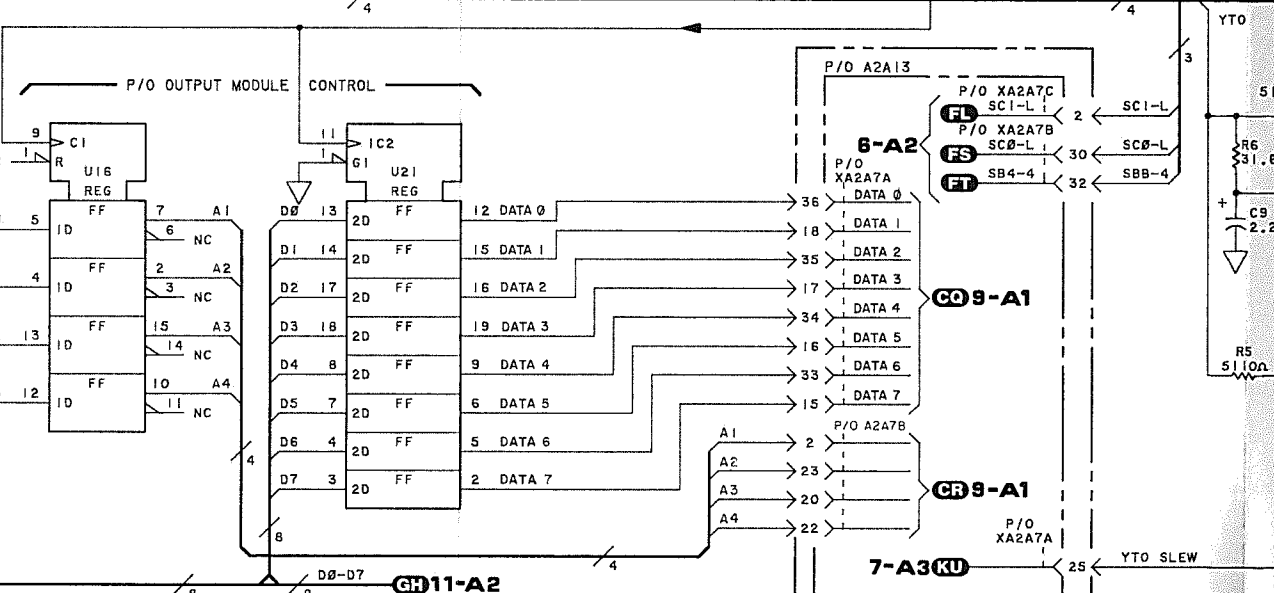 4
4
YTO
3
P/O OUTPUT MODULE CONTROL
P/O A2A13
P/O XA2A7C
FL SC1-L 2 SC1-L
P/O XA2A7B
6-A2
FS SCØ-L 30 SCØ-L
FT SB4-4 32 SBB-4
R6
C9
R5
5110Ω
9 C1
1 R
U16
REG
11 1C2
1 G1
U21
REG
P/O
XA2A7A
5 1D FF 7 A1
6 NC
4 1D FF 2 A2
3 NC
13 1D FF 15 A3
14 NC
12 1D FF 10 A4
11 NC
DØ 13 2D FF 12 DATA Ø 36 DATA Ø
D1 14 2D FF 15 DATA 1 18 DATA 1
D2 17 2D FF 16 DATA 2 35 DATA 2
D3 18 2D FF 19 DATA 3 17 DATA 3
D4 8 2D FF 9 DATA 4 34 DATA 4
D5 7 2D FF 6 DATA 5 16 DATA 5
D6 4 2D FF 5 DATA 6 33 DATA 6
D7 3 2D FF 2 DATA 7 15 DATA 7
CQ 9-A1
P/O A2A7B
A1 2
A2 23
A3 20
A4 22
CR 9-A1
4
8
4
P/O
XA2A7A
7-A3 KU 25 YTO SLEW
DØ-D7
GH 11-A2